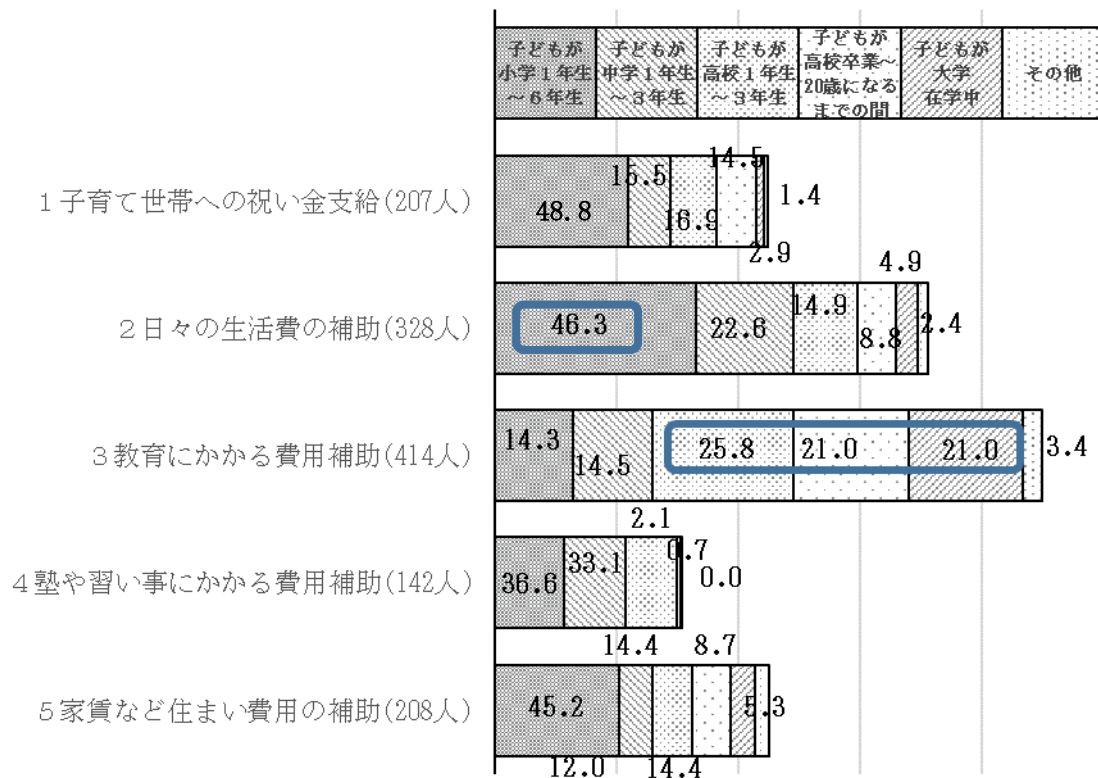 子どもが
小学１年生
～６年生
子どもが
中学１年生
～３年生
子どもが
高校１年生
～３年生
子どもが
高校卒業～
20歳になる
までの間
子どもが
大学
在学中
その他
１子育て世帯への祝い金支給(207人)
48.8
15.5
16.9
14.5
2.9
1.4
２日々の生活費の補助(328人)
46.3
22.6
14.9
8.8
4.9
2.4
３教育にかかる費用補助(414人)
14.3
14.5
25.8
21.0
21.0
3.4
４塾や習い事にかかる費用補助(142人)
36.6
33.1
2.1
0.7
0.0
５家賃など住まい費用の補助(208人)
45.2
12.0
14.4
14.4
8.7
5.3